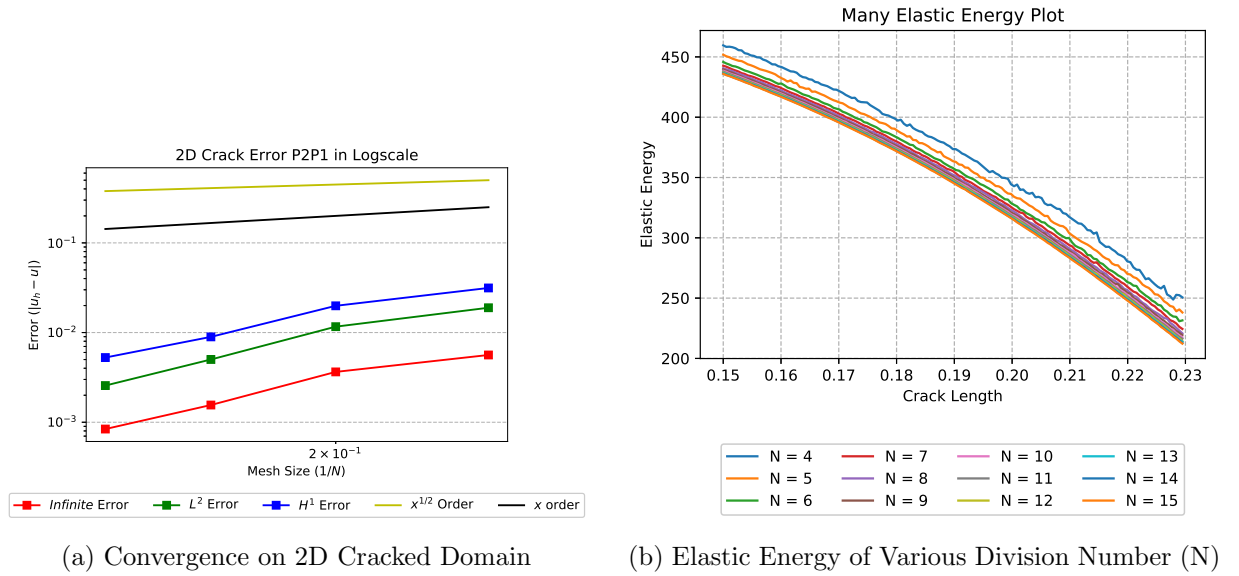 2D Crack Error P2P1 in Logscale
10⁻¹
10⁻²
10⁻³
Error (|uₕ − u|)
2 × 10⁻¹
Mesh Size (1/N)
Infinite Error
L² Error
H¹ Error
x^{1/2} Order
x order
(a) Convergence on 2D Cracked Domain
Many Elastic Energy Plot
450
400
350
300
250
200
Elastic Energy
0.15 0.16 0.17 0.18 0.19 0.20 0.21 0.22 0.23
Crack Length
N = 4 N = 7 N = 10 N = 13
N = 5 N = 8 N = 11 N = 14
N = 6 N = 9 N = 12 N = 15
(b) Elastic Energy of Various Division Number (N)